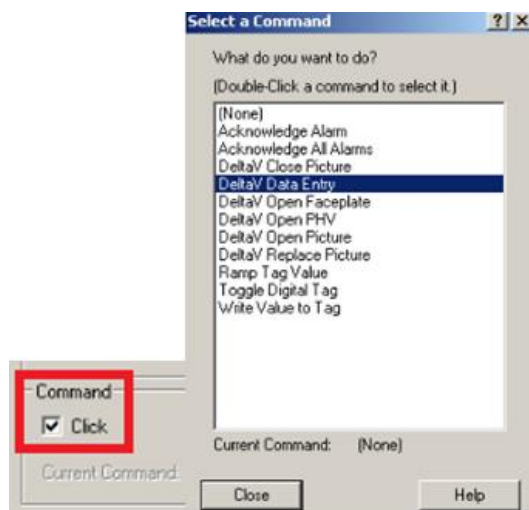 Select a Command
What do you want to do?
(Double-Click a command to select it.)
(None)
Acknowledge Alarm
Acknowledge All Alarms
DeltaV Close Picture
DeltaV Data Entry
DeltaV Open Faceplate
DeltaV Open PHV
DeltaV Open Picture
DeltaV Replace Picture
Ramp Tag Value
Toggle Digital Tag
Write Value to Tag
Command
Click
Current Command: (None)
Current Command:
Close Help